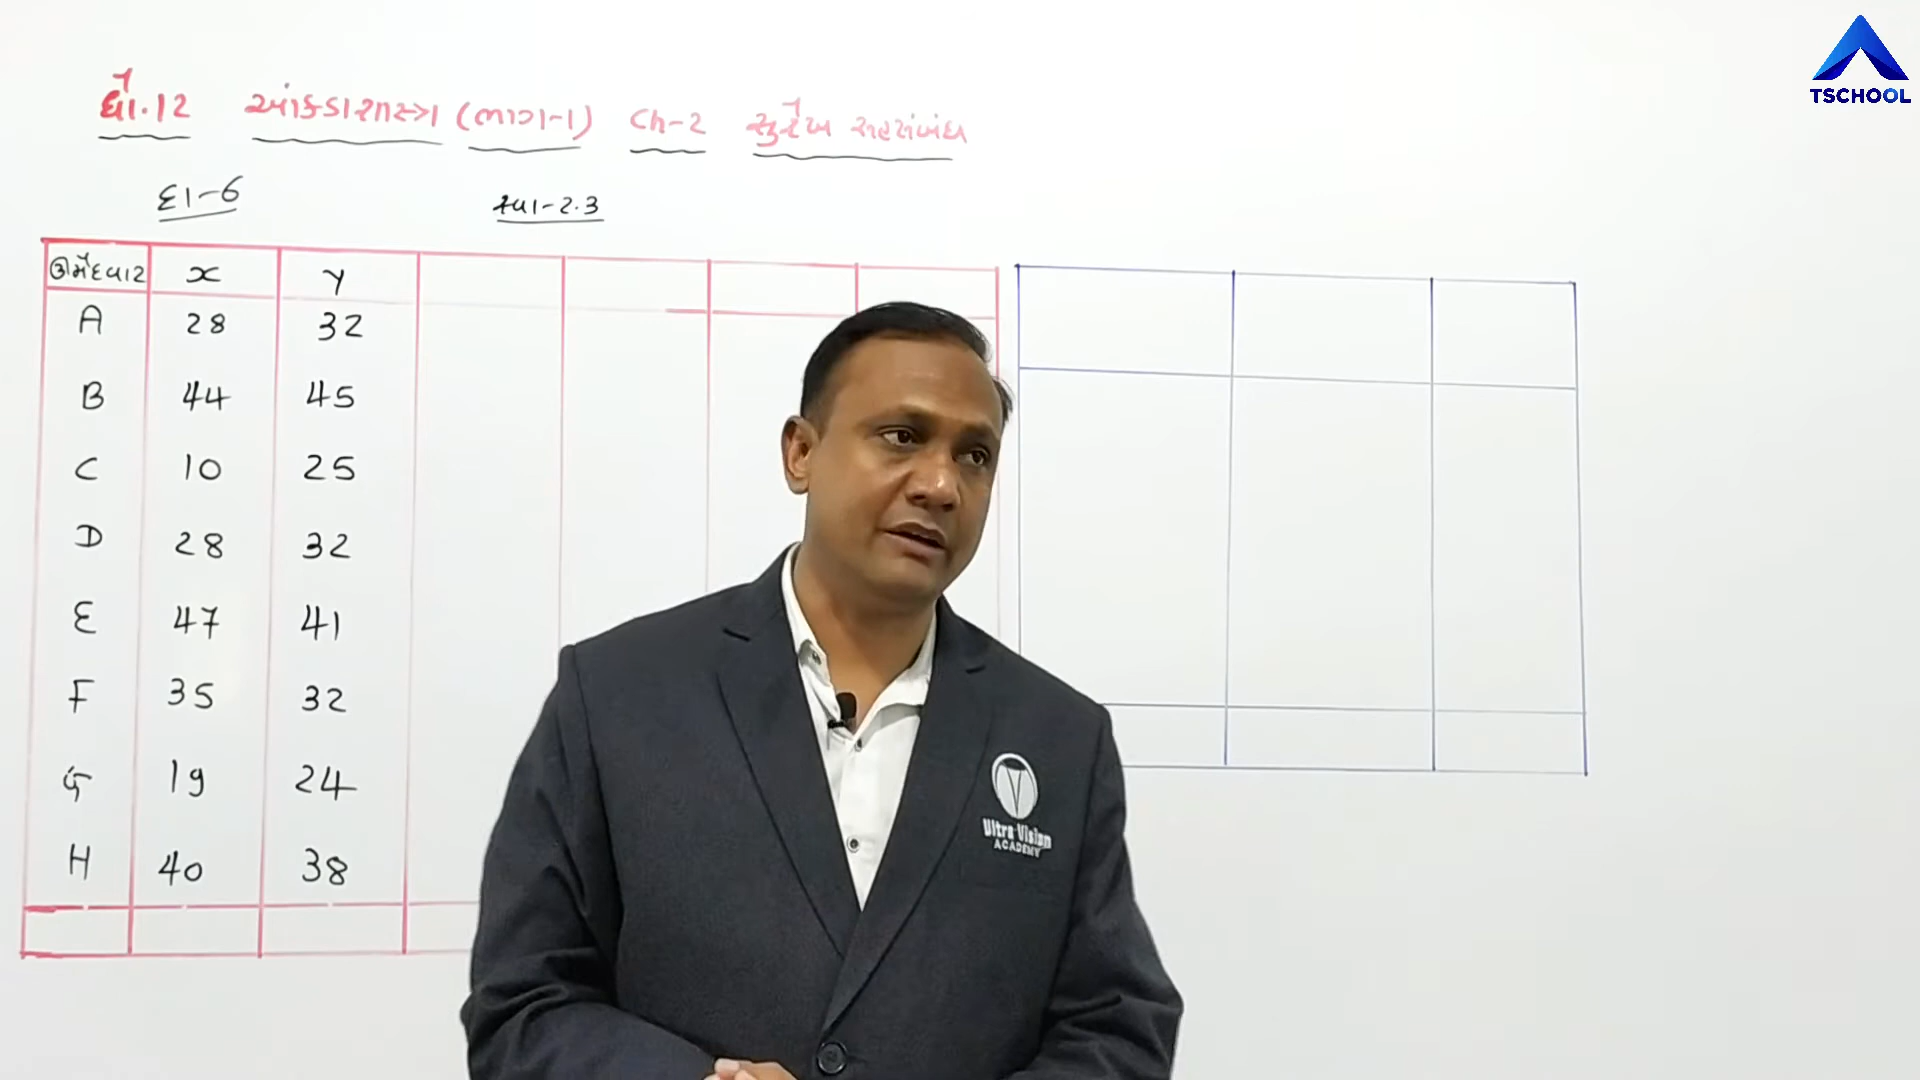 ધો.12 આંકડાશાસ્ત્ર (ભાગ-1) Ch-2 સુરેખ સહસંબંધ
દા-6 સ્વા-2.3
ઉમેદવાર x y
A 28 32
B 44 45
C 10 25
D 28 32
E 47 41
F 35 32
G 19 24
H 40 38
TSCHOOL
Ultra Vision
ACADEMY